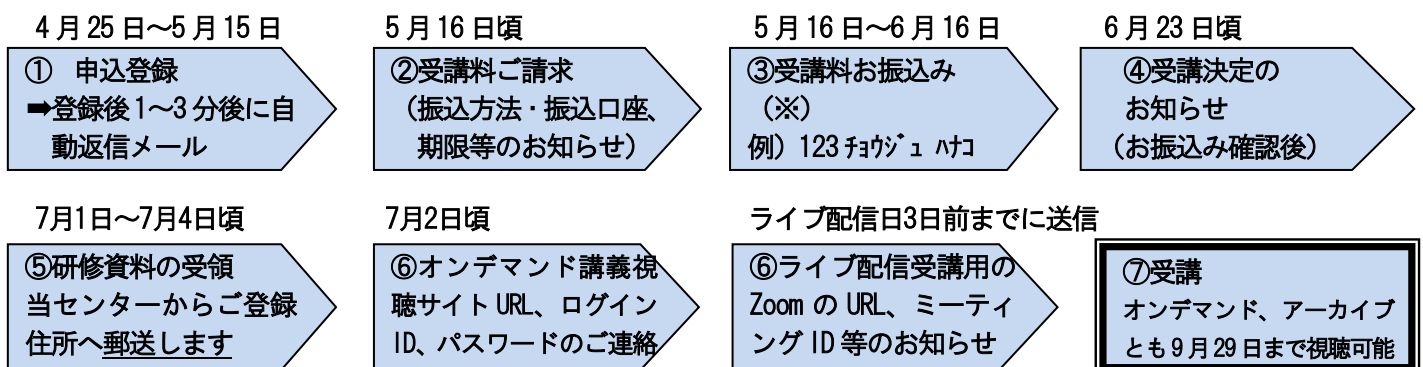 4月25日～5月15日
① 申込登録
➡登録後1～3分後に自
動返信メール
5月16日頃
②受講料ご請求
（振込方法・振込口座、
期限等のお知らせ）
5月16日～6月16日
③受講料お振込み
（※）
例）123 ﾁｮｳｼﾞｭ ﾊﾅｺ
6月23日頃
④受講決定の
お知らせ
（お振込み確認後）
7月1日～7月4日頃
⑤研修資料の受領
当センターからご登録
住所へ郵送します
7月2日頃
⑥オンデマンド講義視
聴サイトURL、ログイン
ID、パスワードのご連絡
ライブ配信日3日前までに送信
⑥ライブ配信受講用の
ZoomのURL、ミーティ
ングID等のお知らせ
⑦受講
オンデマンド、アーカイブ
とも9月29日まで視聴可能